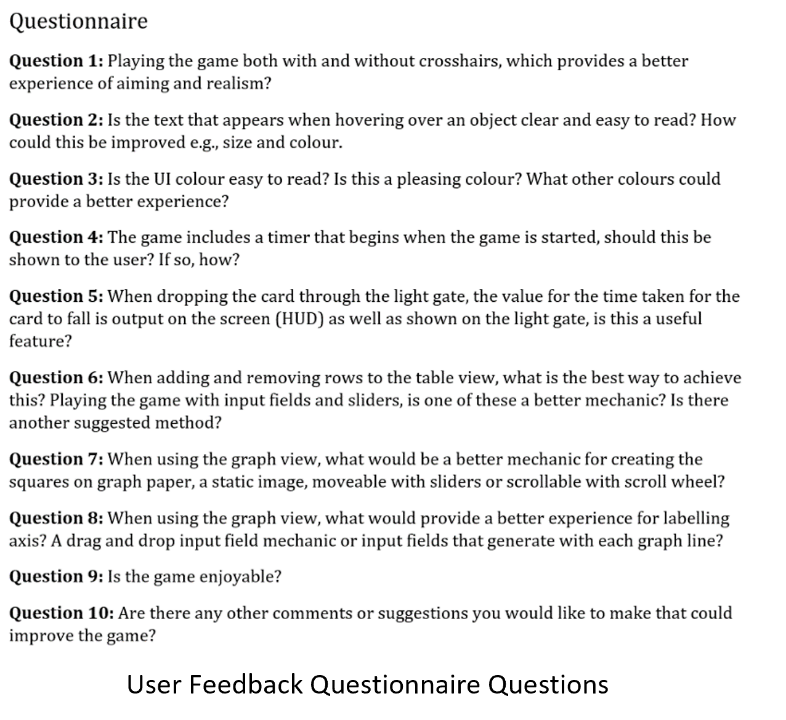 Questionnaire
Question 1: Playing the game both with and without crosshairs, which provides a better
experience of aiming and realism?
Question 2: Is the text that appears when hovering over an object clear and easy to read? How
could this be improved e.g., size and colour.
Question 3: Is the UI colour easy to read? Is this a pleasing colour? What other colours could
provide a better experience?
Question 4: The game includes a timer that begins when the game is started, should this be
shown to the user? If so, how?
Question 5: When dropping the card through the light gate, the value for the time taken for the
card to fall is output on the screen (HUD) as well as shown on the light gate, is this a useful
feature?
Question 6: When adding and removing rows to the table view, what is the best way to achieve
this? Playing the game with input fields and sliders, is one of these a better mechanic? Is there
another suggested method?
Question 7: When using the graph view, what would be a better mechanic for creating the
squares on graph paper, a static image, moveable with sliders or scrollable with scroll wheel?
Question 8: When using the graph view, what would provide a better experience for labelling
axis? A drag and drop input field mechanic or input fields that generate with each graph line?
Question 9: Is the game enjoyable?
Question 10: Are there any other comments or suggestions you would like to make that could
improve the game?
User Feedback Questionnaire Questions